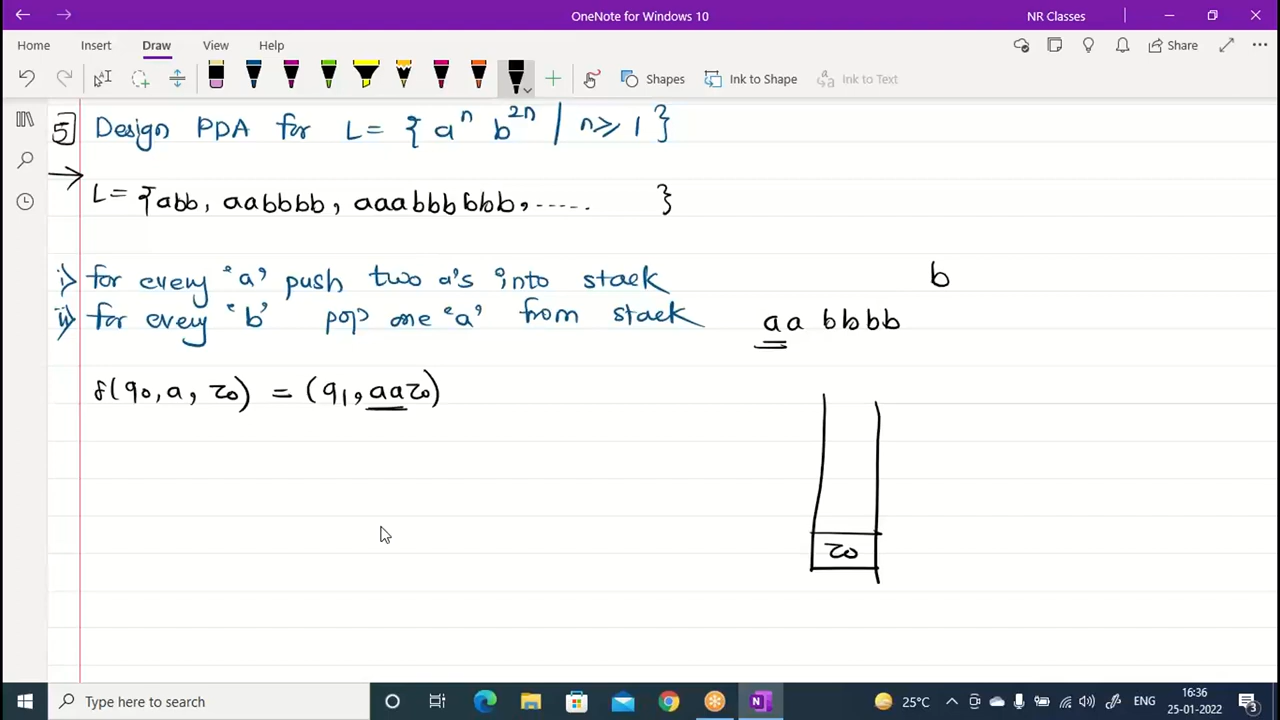 OneNote for Windows 10
NR Classes
Home Insert Draw View Help
Share
Shapes
Ink to Shape
Ink to Text
5 Design PDA for L = { aⁿ b²ⁿ | n ≥ 1 }
L = { abb, aabbbb, aaabbbbbb, ..... }
i) for every 'a' push two a's into stack
b
ii) for every 'b' pop one 'a' from stack
aa bbbb
δ(q0, a, z0) = (q1, aaz0)
z0
Type here to search
25°C
ENG
16:36
25-01-2022
3